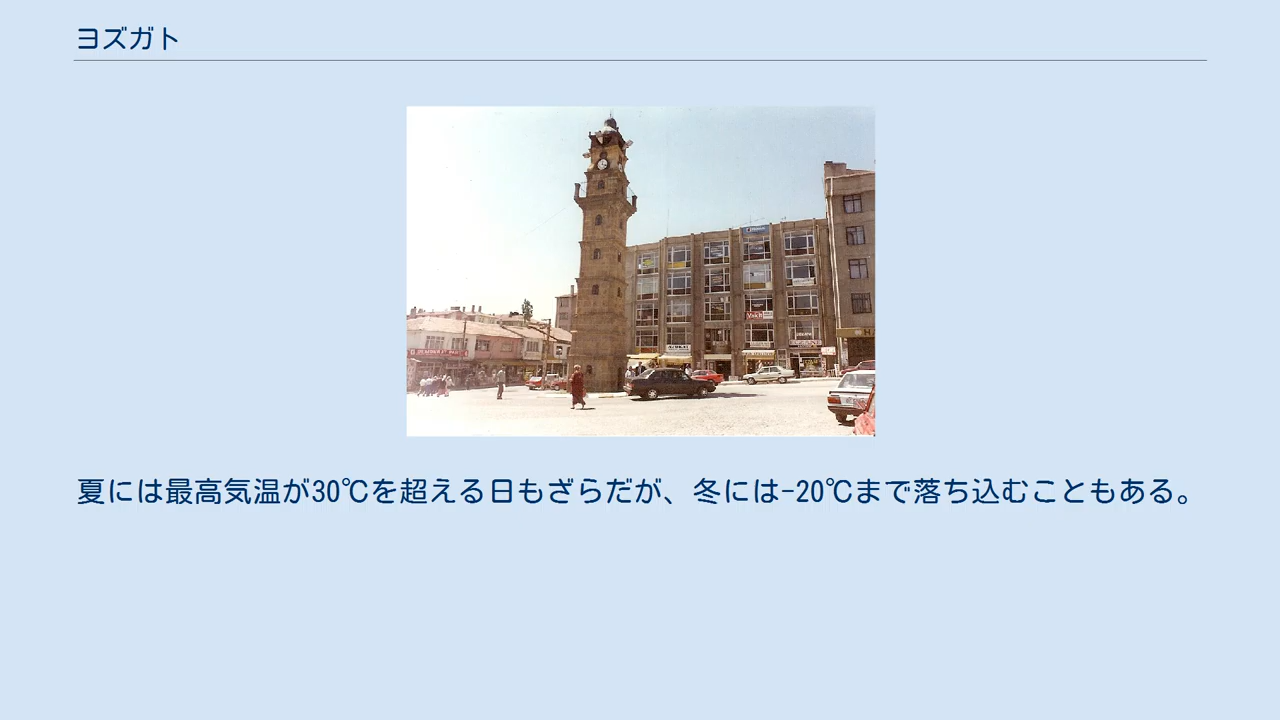 ヨズガト
夏には最高気温が30℃を超える日もざらだが、冬には-20℃まで落ち込むこともある。